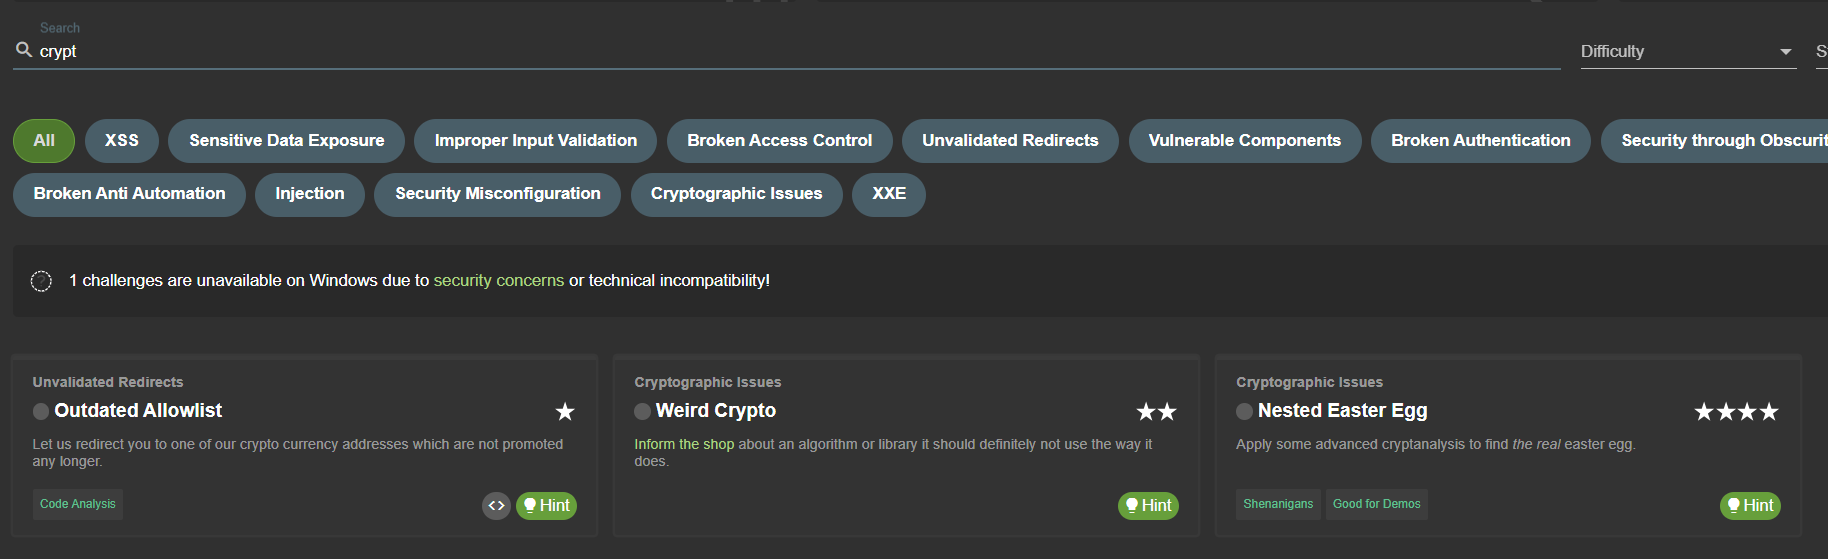 Search
crypt
Difficulty
S
All XSS Sensitive Data Exposure Improper Input Validation Broken Access Control Unvalidated Redirects Vulnerable Components Broken Authentication Security through Obscurit
Broken Anti Automation Injection Security Misconfiguration Cryptographic Issues XXE
1 challenges are unavailable on Windows due to security concerns or technical incompatibility!
Unvalidated Redirects
Outdated Allowlist
Let us redirect you to one of our crypto currency addresses which are not promoted
any longer.
Code Analysis
<> Hint
Cryptographic Issues
Weird Crypto
Inform the shop about an algorithm or library it should definitely not use the way it
does.
Hint
Cryptographic Issues
Nested Easter Egg
Apply some advanced cryptanalysis to find the real easter egg.
Shenanigans Good for Demos
Hint